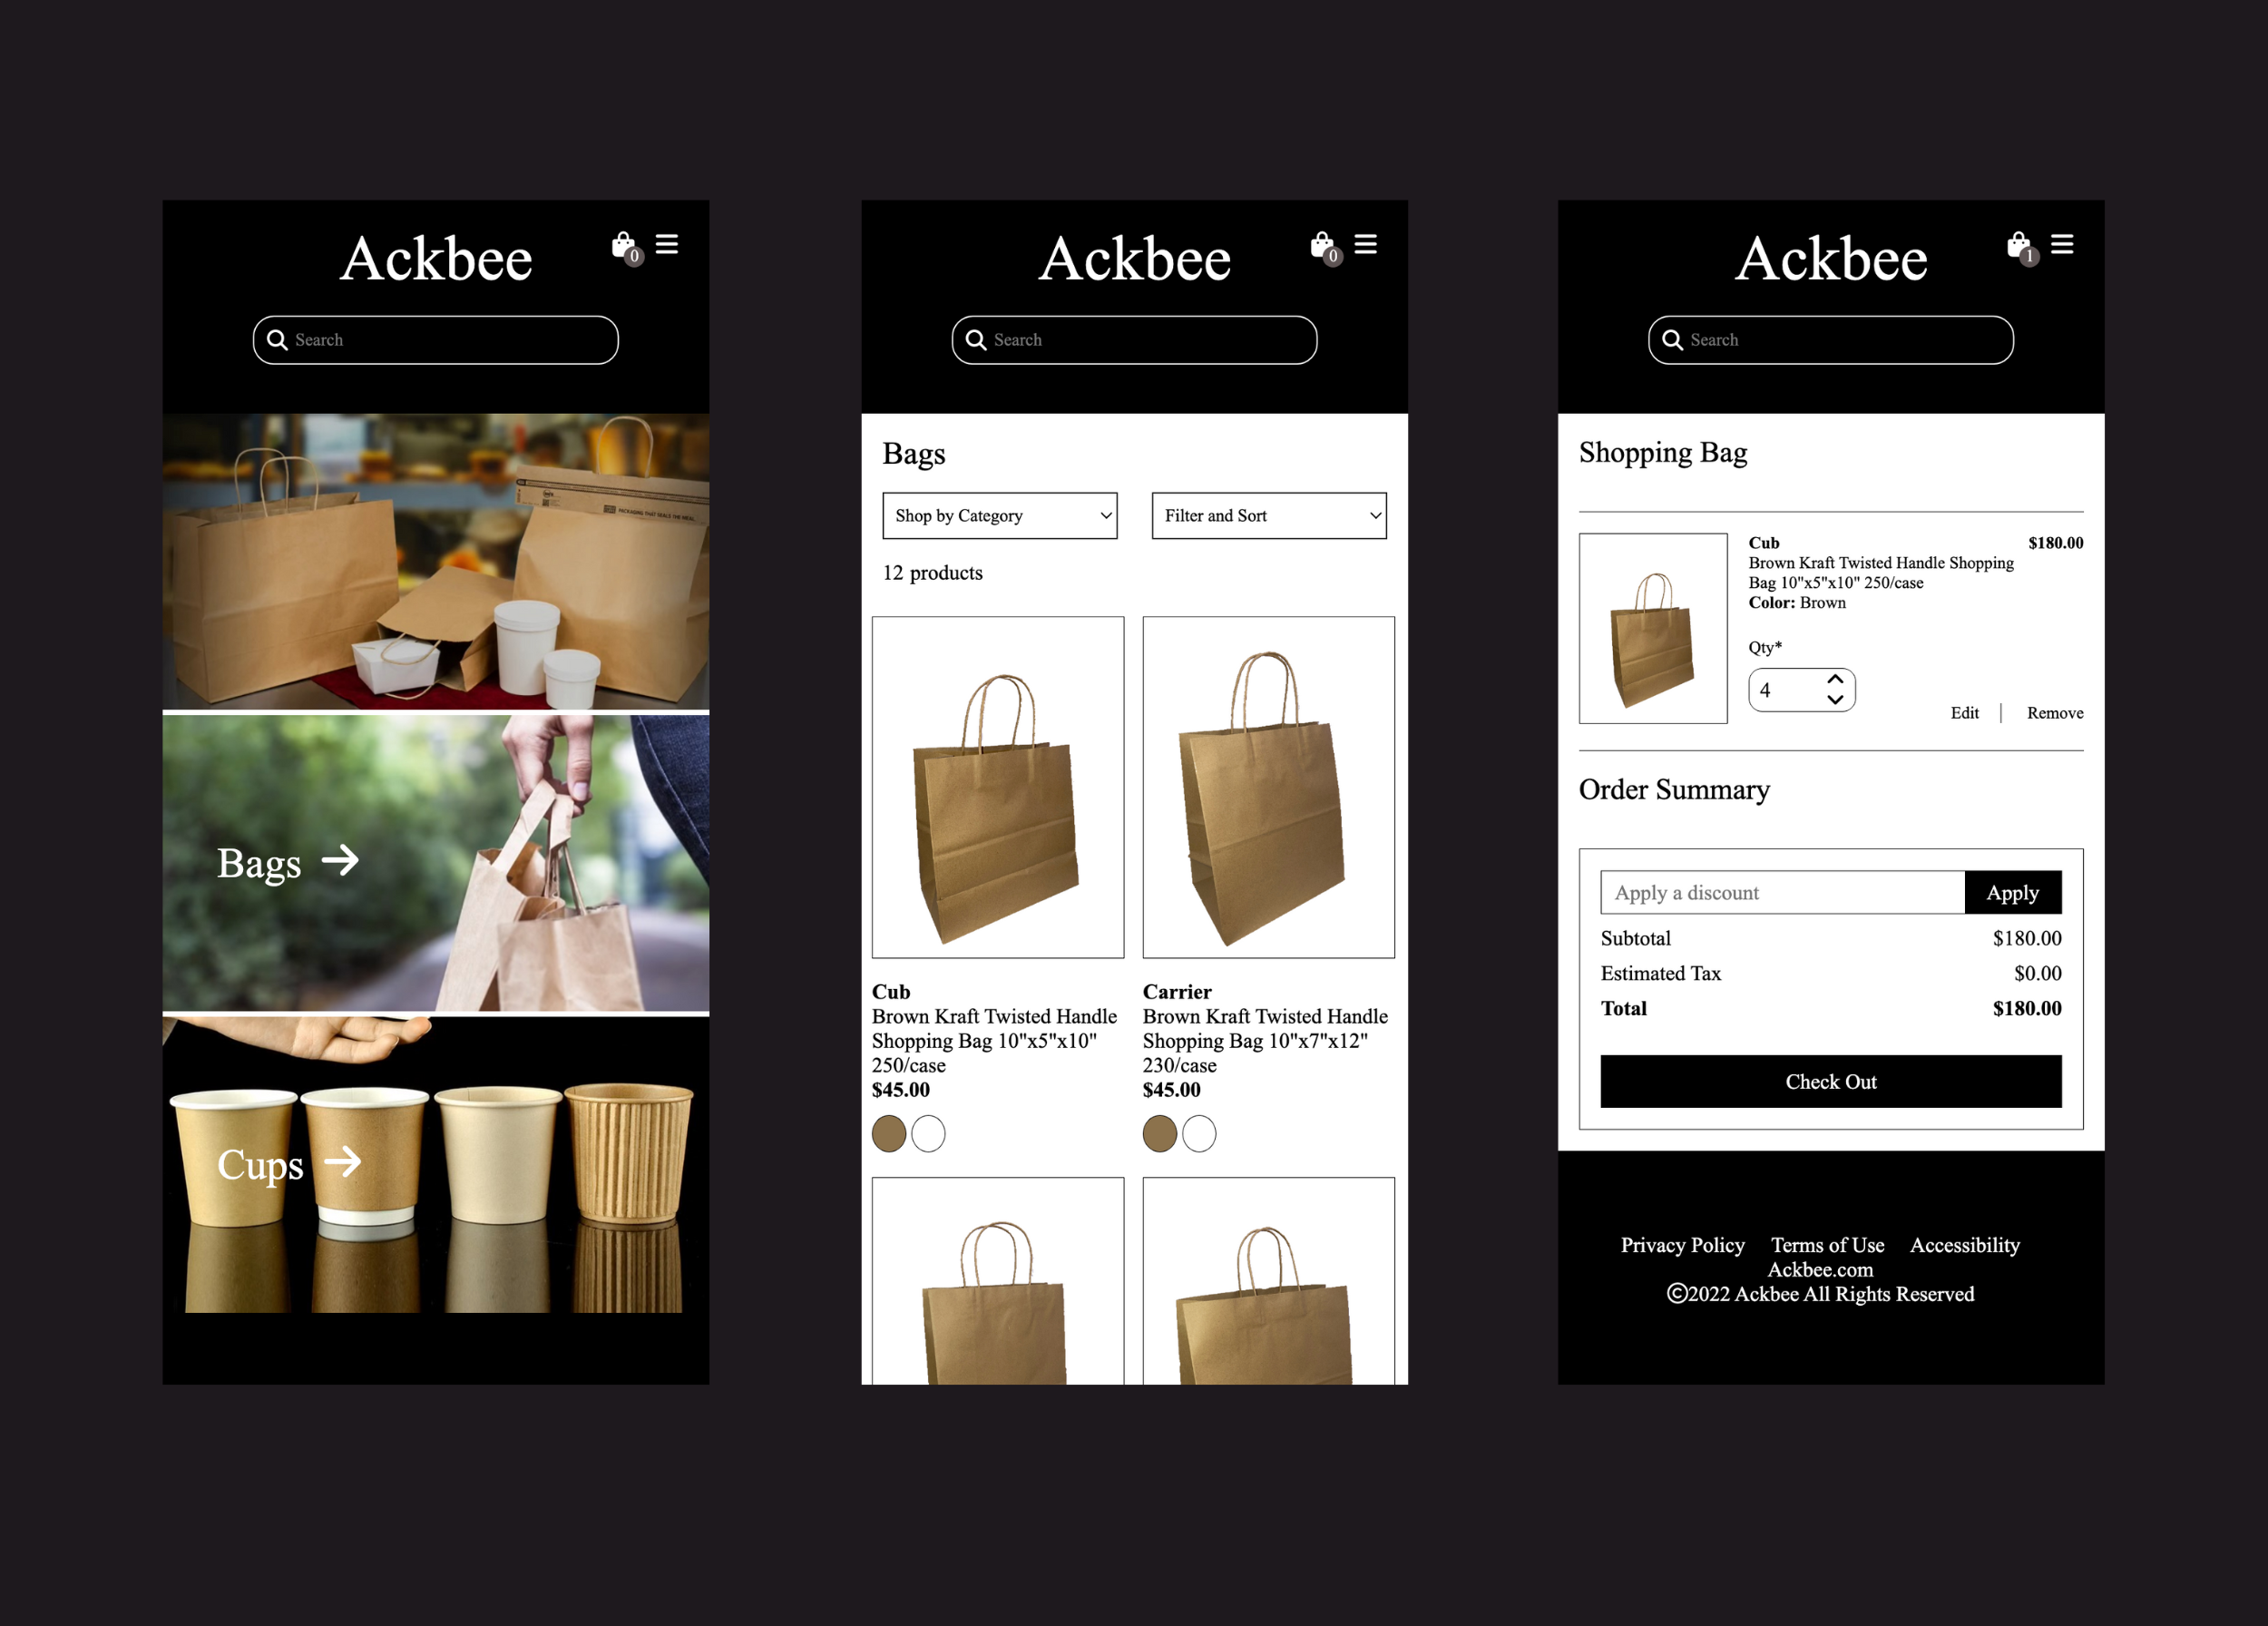 Ackbee
0
Search
PACKAGING THAT SEALS THE MEAL.
Bags
Cups
Ackbee
0
Search
Bags
Shop by Category
Filter and Sort
12 products
Cub
Brown Kraft Twisted Handle
Shopping Bag 10"x5"x10"
250/case
$45.00
Carrier
Brown Kraft Twisted Handle
Shopping Bag 10"x7"x12"
230/case
$45.00
Ackbee
1
Search
Shopping Bag
Cub $180.00
Brown Kraft Twisted Handle Shopping
Bag 10"x5"x10" 250/case
Color: Brown
Qty*
4
Edit | Remove
Order Summary
Apply a discount Apply
Subtotal $180.00
Estimated Tax $0.00
Total $180.00
Check Out
Privacy Policy Terms of Use Accessibility
Ackbee.com
©2022 Ackbee All Rights Reserved